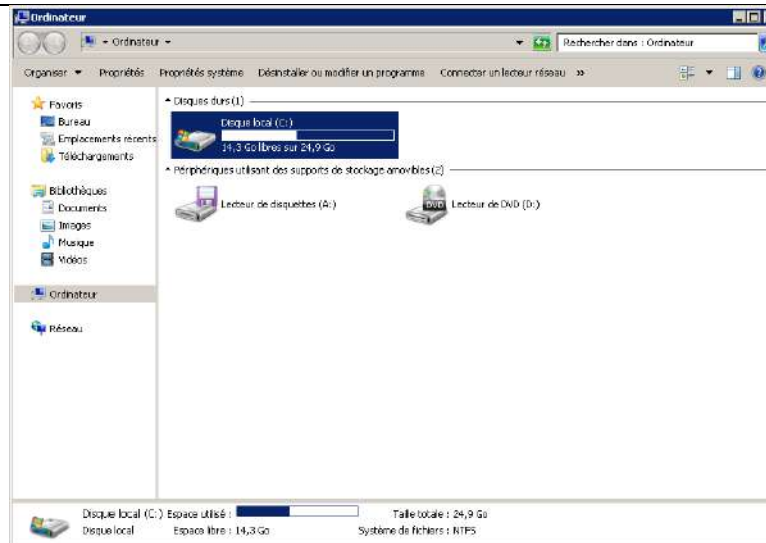 Ordinateur
Ordinateur
Rechercher dans : Ordinateur
Organiser Propriétés Propriétés système Désinstaller ou modifier un programme Connecter un lecteur réseau »
Favoris
Bureau
Emplacements récents
Téléchargements
Bibliothèques
Documents
Images
Musique
Vidéos
Ordinateur
Réseau
Disques durs (1)
Disque local (C:)
14,3 Go libres sur 24,9 Go
Périphériques utilisant des supports de stockage amovibles (2)
Lecteur de disquettes (A:)
DVD
Lecteur de DVD (D:)
Disque local (C:) Espace utilisé : Taille totale : 24,9 Go
Disque local Espace libre : 14,3 Go Système de fichiers : NTFS